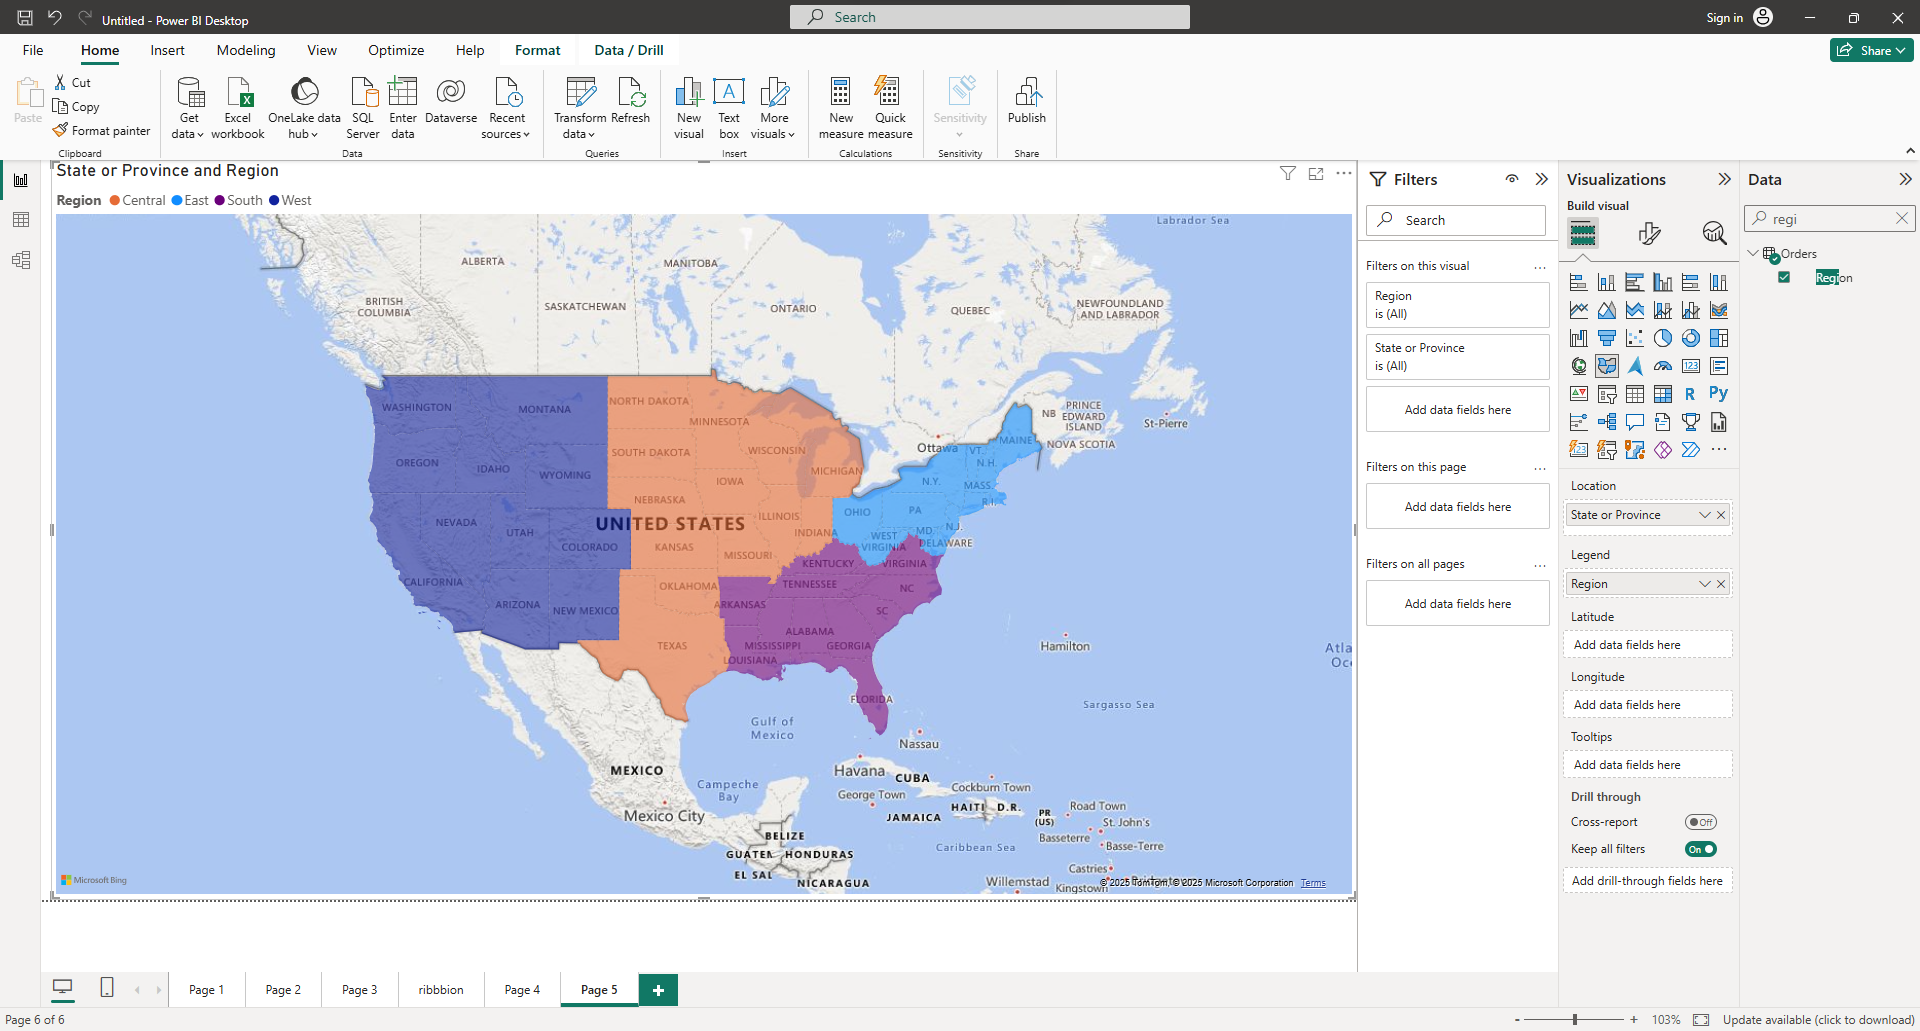 Untitled - Power BI Desktop
Search
Sign in
File
Home
Insert
Modeling
View
Optimize
Help
Format
Data / Drill
Share
Paste
Cut
Copy
Format painter
Clipboard
Get data
Excel workbook
OneLake data hub
SQL Server
Enter data
Dataverse
Recent sources
Data
Transform data
Refresh
Queries
New visual
Text box
More visuals
Insert
New measure
Quick measure
Calculations
Sensitivity
Sensitivity
Publish
Share
State or Province and Region
Region Central East South West
Labrador Sea
ALBERTA
MANITOBA
BRITISH COLUMBIA
SASKATCHEWAN
ONTARIO
QUEBEC
NEWFOUNDLAND AND LABRADOR
WASHINGTON
MONTANA
NORTH DAKOTA
MINNESOTA
NB
PRINCE EDWARD ISLAND
St-Pierre
Ottawa
MAINE
NOVA SCOTIA
OREGON
IDAHO
WYOMING
SOUTH DAKOTA
WISCONSIN
MICHIGAN
VT.
N.H.
N.Y.
MASS.
R.I.
IOWA
NEBRASKA
UNITED STATES
ILLINOIS
INDIANA
OHIO
PA
N.J.
MD.
DELAWARE
WEST VIRGINIA
NEVADA
UTAH
COLORADO
KANSAS
MISSOURI
KENTUCKY
VIRGINIA
CALIFORNIA
ARIZONA
NEW MEXICO
OKLAHOMA
ARKANSAS
TENNESSEE
NC
SC
ALABAMA
MISSISSIPPI
GEORGIA
TEXAS
LOUISIANA
FLORIDA
Hamilton
Atla
Oc
Sargasso Sea
Gulf of Mexico
Nassau
MEXICO
Havana
CUBA
Campeche Bay
George Town
Cockburn Town
Mexico City
JAMAICA
HAITI
D.R.
PR (US)
Road Town
St. John's
Basseterre
Basse-Terre
BELIZE
GUATEM
HONDURAS
Caribbean Sea
EL SAL
NICARAGUA
Castries
Willemstad
Kingstown
Microsoft Bing
© 2025 TomTom, © 2025 Microsoft Corporation Terms
Filters
Search
Filters on this visual
Region
is (All)
State or Province
is (All)
Add data fields here
Filters on this page
Add data fields here
Filters on all pages
Add data fields here
Visualizations
Build visual
123
R
Py
123
Location
State or Province
Legend
Region
Latitude
Add data fields here
Longitude
Add data fields here
Tooltips
Add data fields here
Drill through
Cross-report
Off
Keep all filters
On
Add drill-through fields here
Data
regi
Orders
Region
Page 1
Page 2
Page 3
ribbbion
Page 4
Page 5
Page 6 of 6
103%
Update available (click to download)